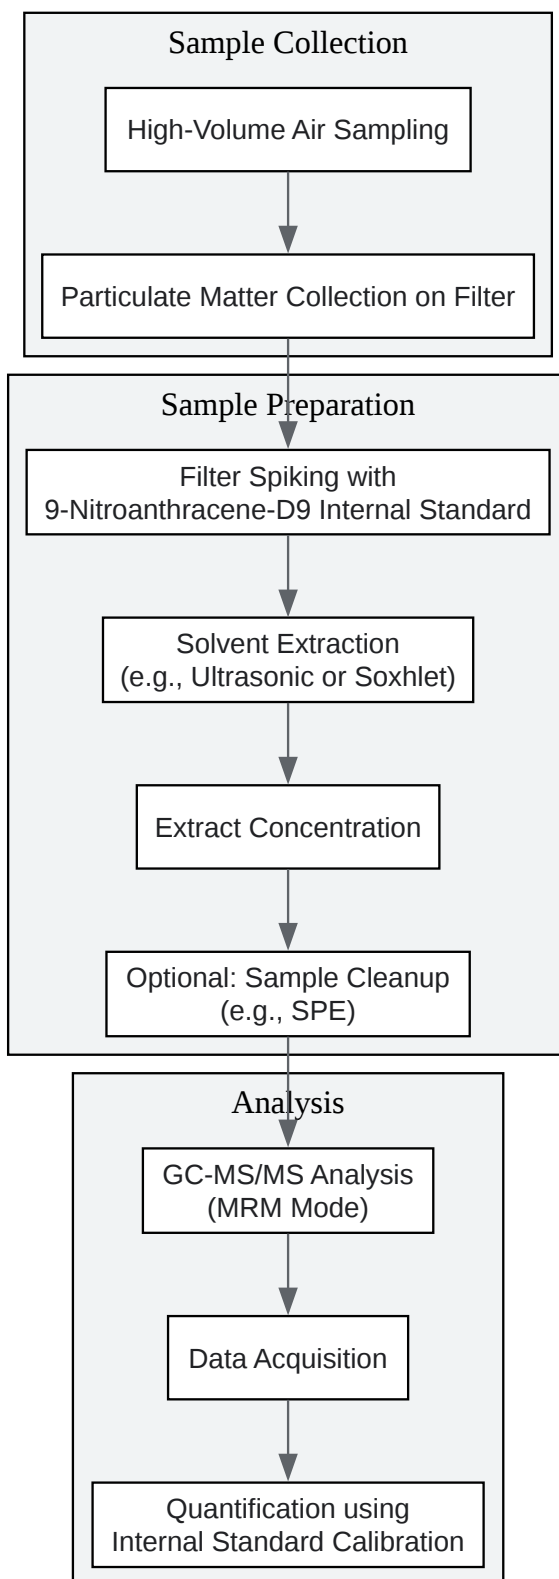 Sample Collection
High-Volume Air Sampling
Particulate Matter Collection on Filter
Sample Preparation
Filter Spiking with
9-Nitroanthracene-D9 Internal Standard
Solvent Extraction
(e.g., Ultrasonic or Soxhlet)
Extract Concentration
Optional: Sample Cleanup
(e.g., SPE)
Analysis
GC-MS/MS Analysis
(MRM Mode)
Data Acquisition
Quantification using
Internal Standard Calibration